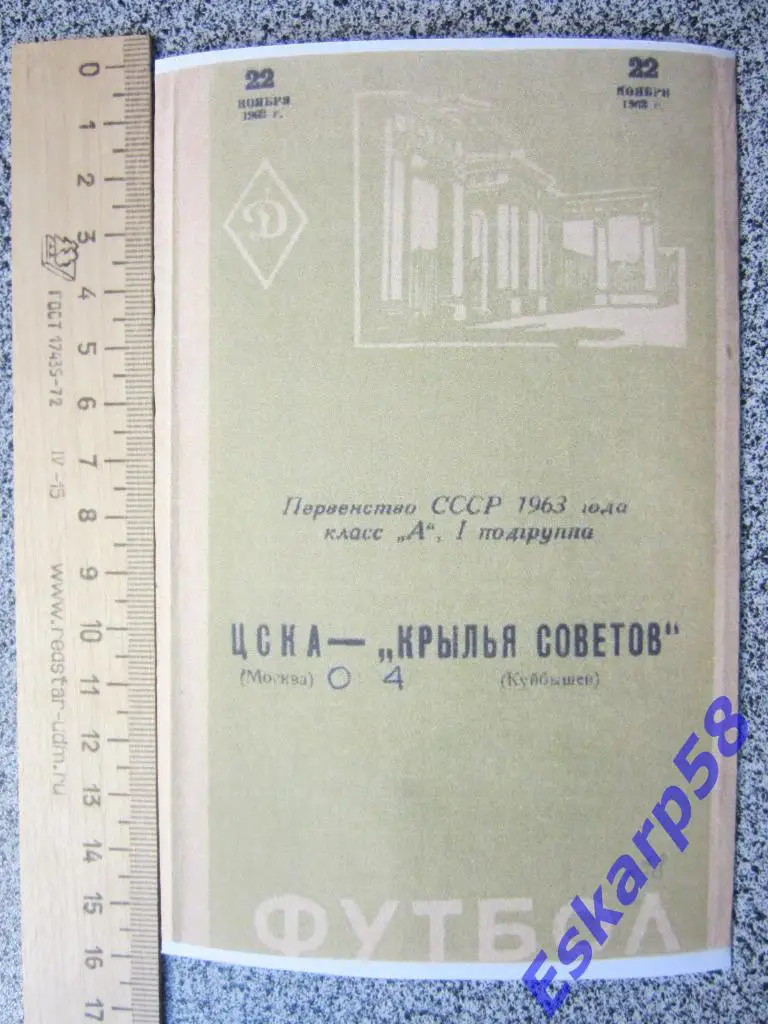 22
НОЯБРЯ
1963 г.
22
НОЯБРЯ
1963 г.
Д
Первенство СССР 1963 года
класс „А“, I подгруппа
ЦСКА — „КРЫЛЬЯ СОВЕТОВ“
(Москва) 0 4 (Куйбышев)
ФУТБОЛ
0
1
2
3
4
5
6
7
8
9
10
11
12
13
14
15
16
17
ГОСТ 17435-72
IV-15
www.redstar-udm.ru
Eskarp58